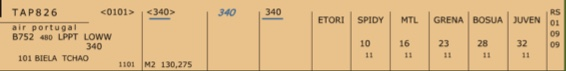 TAP826 <0101> <340> 340 340
air portugal
B752 480 LPPT LOWW
340
101 BIELA TCHAO
1101 M2 130,275
ETORI SPIDY MTL GRENA BOSUA JUVEN
10 16 23 28 32
11 11 11 11 11
RS
01
09
09